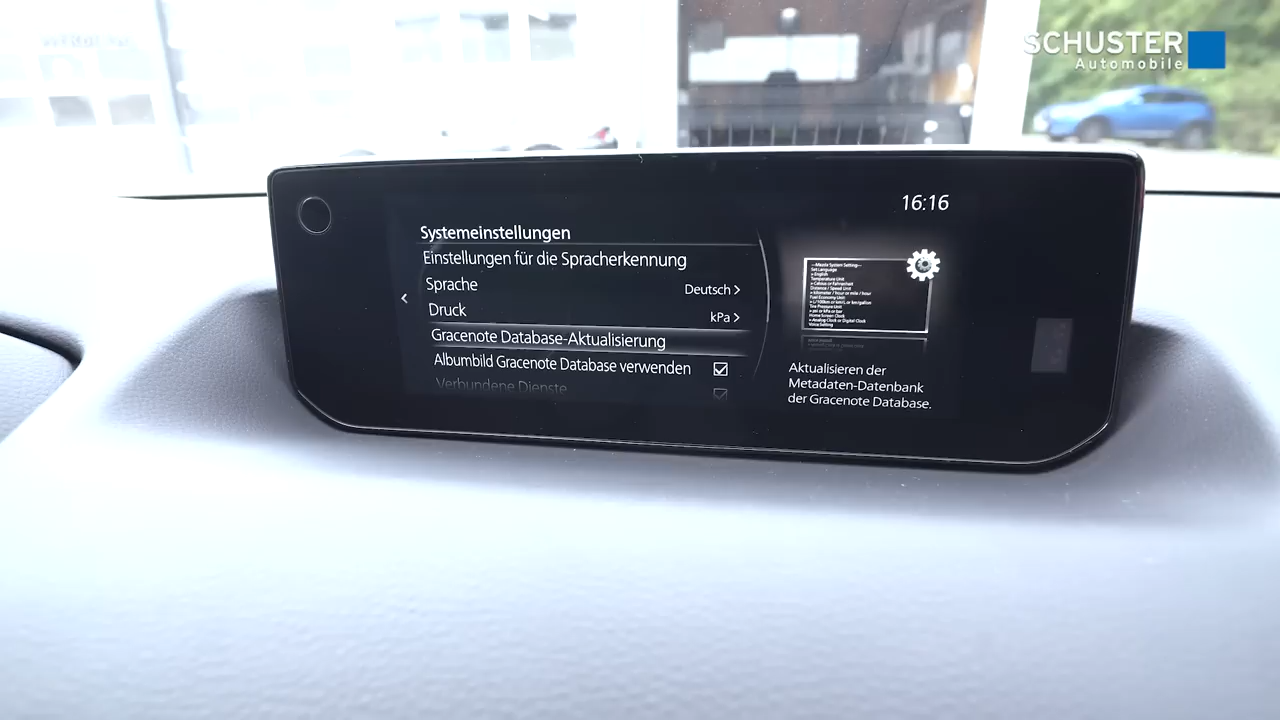 SCHUSTER
Automobile
16:16
Systemeinstellungen
Einstellungen für die Spracherkennung
Sprache Deutsch >
Druck kPa >
Gracenote Database-Aktualisierung
Albumbild Gracenote Database verwenden
Verbundene Dienste
Aktualisieren der
Metadaten-Datenbank
der Gracenote Database.